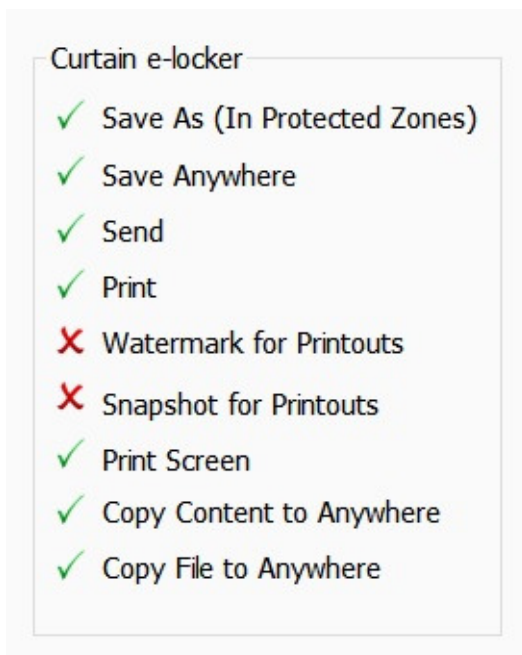 Curtain e-locker
Save As (In Protected Zones)
Save Anywhere
Send
Print
Watermark for Printouts
Snapshot for Printouts
Print Screen
Copy Content to Anywhere
Copy File to Anywhere